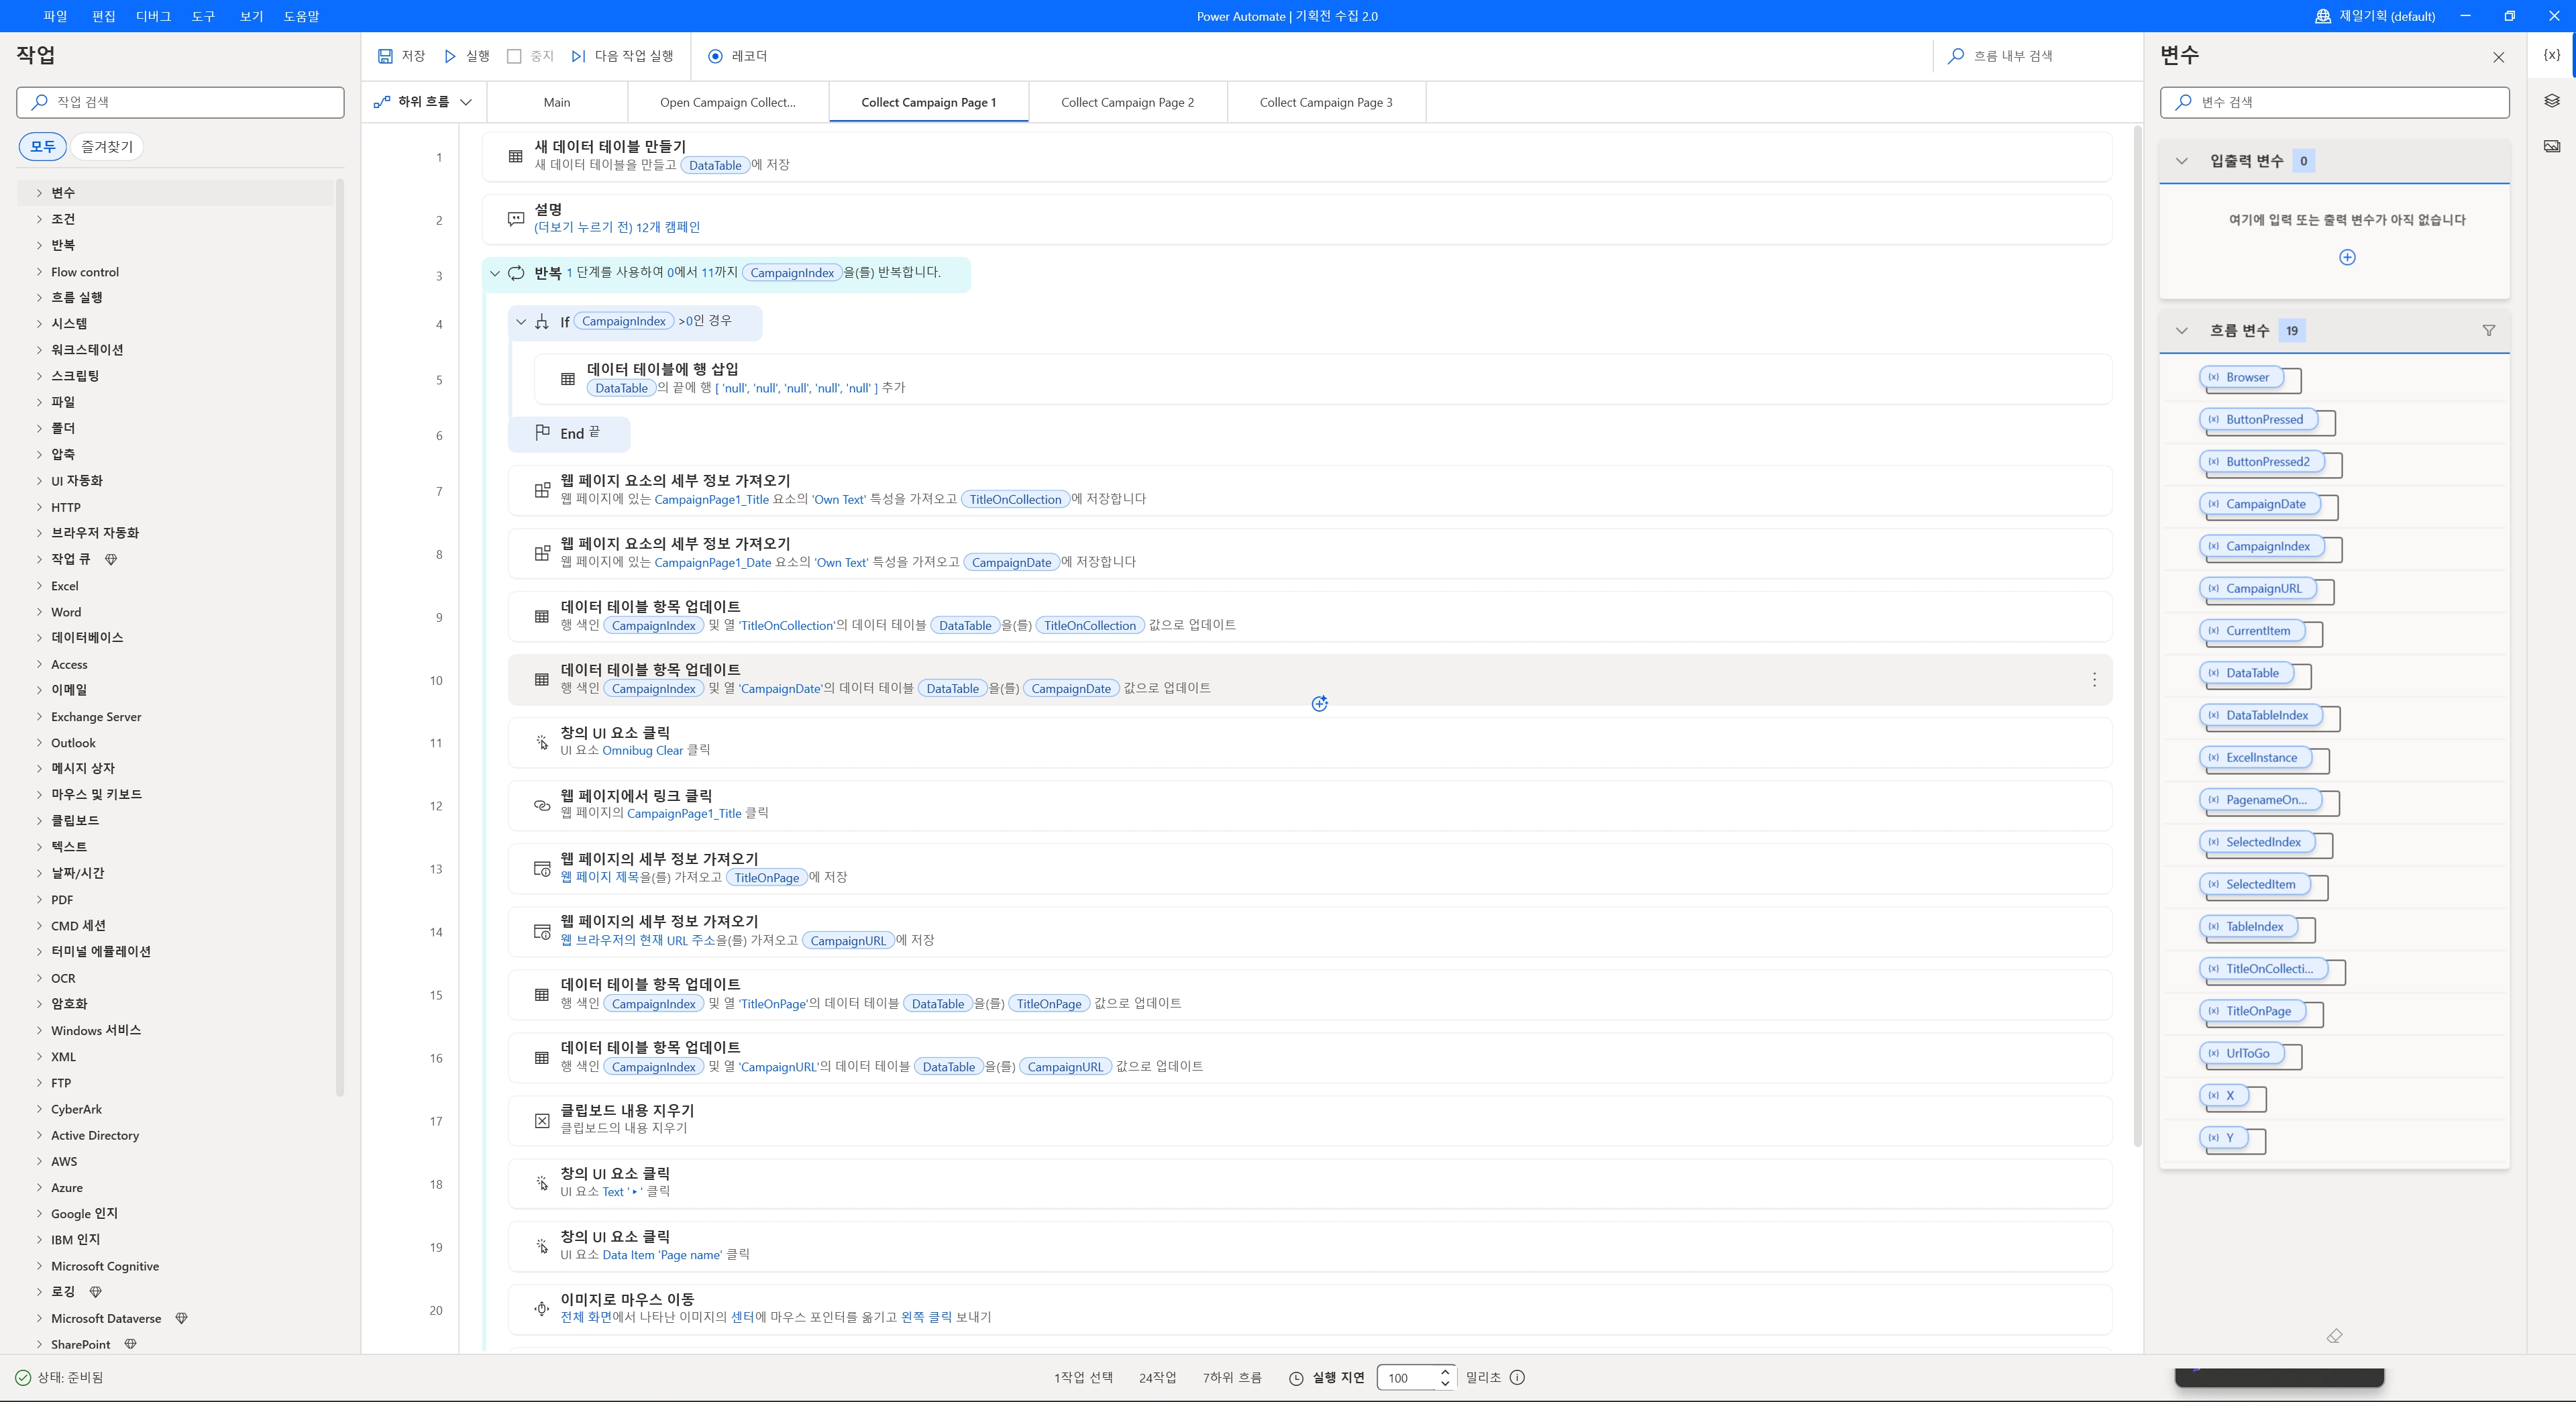 파일 편집 디버그 도구 보기 도움말
Power Automate | 기획전 수집 2.0
제일기획 (default)
작업
작업 검색
모두 즐겨찾기
변수
조건
반복
Flow control
흐름 실행
시스템
워크스테이션
스크립팅
파일
폴더
압축
UI 자동화
HTTP
브라우저 자동화
작업 큐
Excel
Word
데이터베이스
Access
이메일
Exchange Server
Outlook
메시지 상자
마우스 및 키보드
클립보드
텍스트
날짜/시간
PDF
CMD 세션
터미널 에뮬레이션
OCR
암호화
Windows 서비스
XML
FTP
CyberArk
Active Directory
AWS
Azure
Google 인지
IBM 인지
Microsoft Cognitive
로깅
Microsoft Dataverse
SharePoint
저장 실행 중지 다음 작업 실행 레코더
흐름 내부 검색
하위 흐름 Main Open Campaign Collect... Collect Campaign Page 1 Collect Campaign Page 2 Collect Campaign Page 3
1 새 데이터 테이블 만들기
새 데이터 테이블을 만들고 DataTable 에 저장
2 설명
(더보기 누르기 전) 12개 캠페인
3 반복 1 단계를 사용하여 0에서 11까지 CampaignIndex 을(를) 반복합니다.
4 If CampaignIndex >0인 경우
5 데이터 테이블에 행 삽입
DataTable 의 끝에 행 [ 'null', 'null', 'null', 'null', 'null' ] 추가
6 End 끝
7 웹 페이지 요소의 세부 정보 가져오기
웹 페이지에 있는 CampaignPage1_Title 요소의 'Own Text' 특성을 가져오고 TitleOnCollection 에 저장합니다
8 웹 페이지 요소의 세부 정보 가져오기
웹 페이지에 있는 CampaignPage1_Date 요소의 'Own Text' 특성을 가져오고 CampaignDate 에 저장합니다
9 데이터 테이블 항목 업데이트
행 색인 CampaignIndex 및 열 'TitleOnCollection'의 데이터 테이블 DataTable 을(를) TitleOnCollection 값으로 업데이트
10 데이터 테이블 항목 업데이트
행 색인 CampaignIndex 및 열 'CampaignDate'의 데이터 테이블 DataTable 을(를) CampaignDate 값으로 업데이트
11 창의 UI 요소 클릭
UI 요소 Omnibug Clear 클릭
12 웹 페이지에서 링크 클릭
웹 페이지의 CampaignPage1_Title 클릭
13 웹 페이지의 세부 정보 가져오기
웹 페이지 제목을(를) 가져오고 TitleOnPage 에 저장
14 웹 페이지의 세부 정보 가져오기
웹 브라우저의 현재 URL 주소을(를) 가져오고 CampaignURL 에 저장
15 데이터 테이블 항목 업데이트
행 색인 CampaignIndex 및 열 'TitleOnPage'의 데이터 테이블 DataTable 을(를) TitleOnPage 값으로 업데이트
16 데이터 테이블 항목 업데이트
행 색인 CampaignIndex 및 열 'CampaignURL'의 데이터 테이블 DataTable 을(를) CampaignURL 값으로 업데이트
17 클립보드 내용 지우기
클립보드의 내용 지우기
18 창의 UI 요소 클릭
UI 요소 Text '‣' 클릭
19 창의 UI 요소 클릭
UI 요소 Data Item 'Page name' 클릭
20 이미지로 마우스 이동
전체 화면에서 나타난 이미지의 센터에 마우스 포인터를 옮기고 왼쪽 클릭 보내기
변수
{x}
변수 검색
입출력 변수 0
여기에 입력 또는 출력 변수가 아직 없습니다
흐름 변수 19
(x) Browser
(x) ButtonPressed
(x) ButtonPressed2
(x) CampaignDate
(x) CampaignIndex
(x) CampaignURL
(x) CurrentItem
(x) DataTable
(x) DataTableIndex
(x) ExcelInstance
(x) PagenameOn...
(x) SelectedIndex
(x) SelectedItem
(x) TableIndex
(x) TitleOnCollecti...
(x) TitleOnPage
(x) UrlToGo
(x) X
(x) Y
상태: 준비됨
1작업 선택 24작업 7하위 흐름 실행 지연 100 밀리초